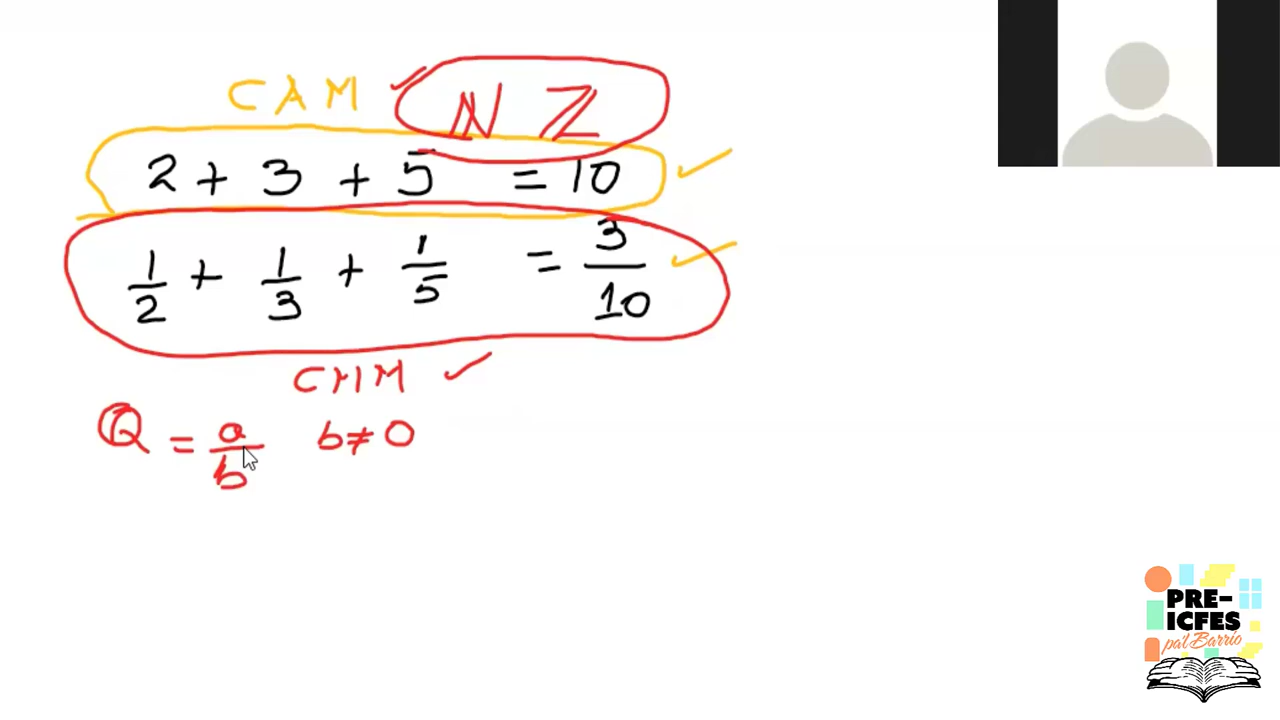 CAM ✓ N Z
2 + 3 + 5 = 10 ✓
1/2 + 1/3 + 1/5 = 3/10 ✓
CMM ✓
Q = a/b b ≠ 0
PRE-
ICFES
pa'l Barrio